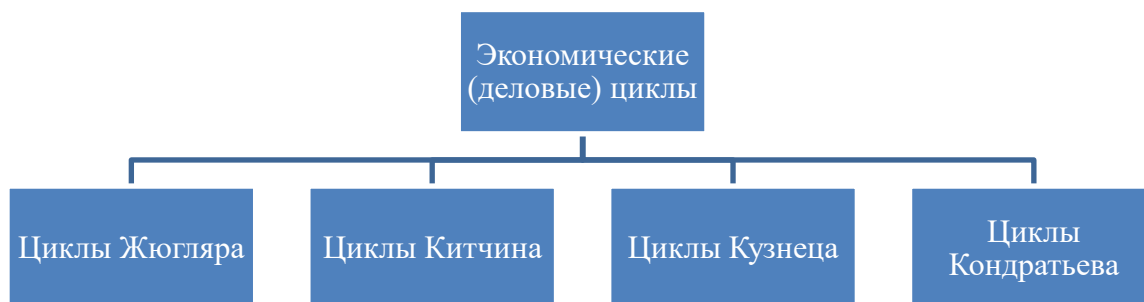 Экономические
(деловые) циклы
Циклы Жюгляра
Циклы Китчина
Циклы Кузнеца
Циклы
Кондратьева